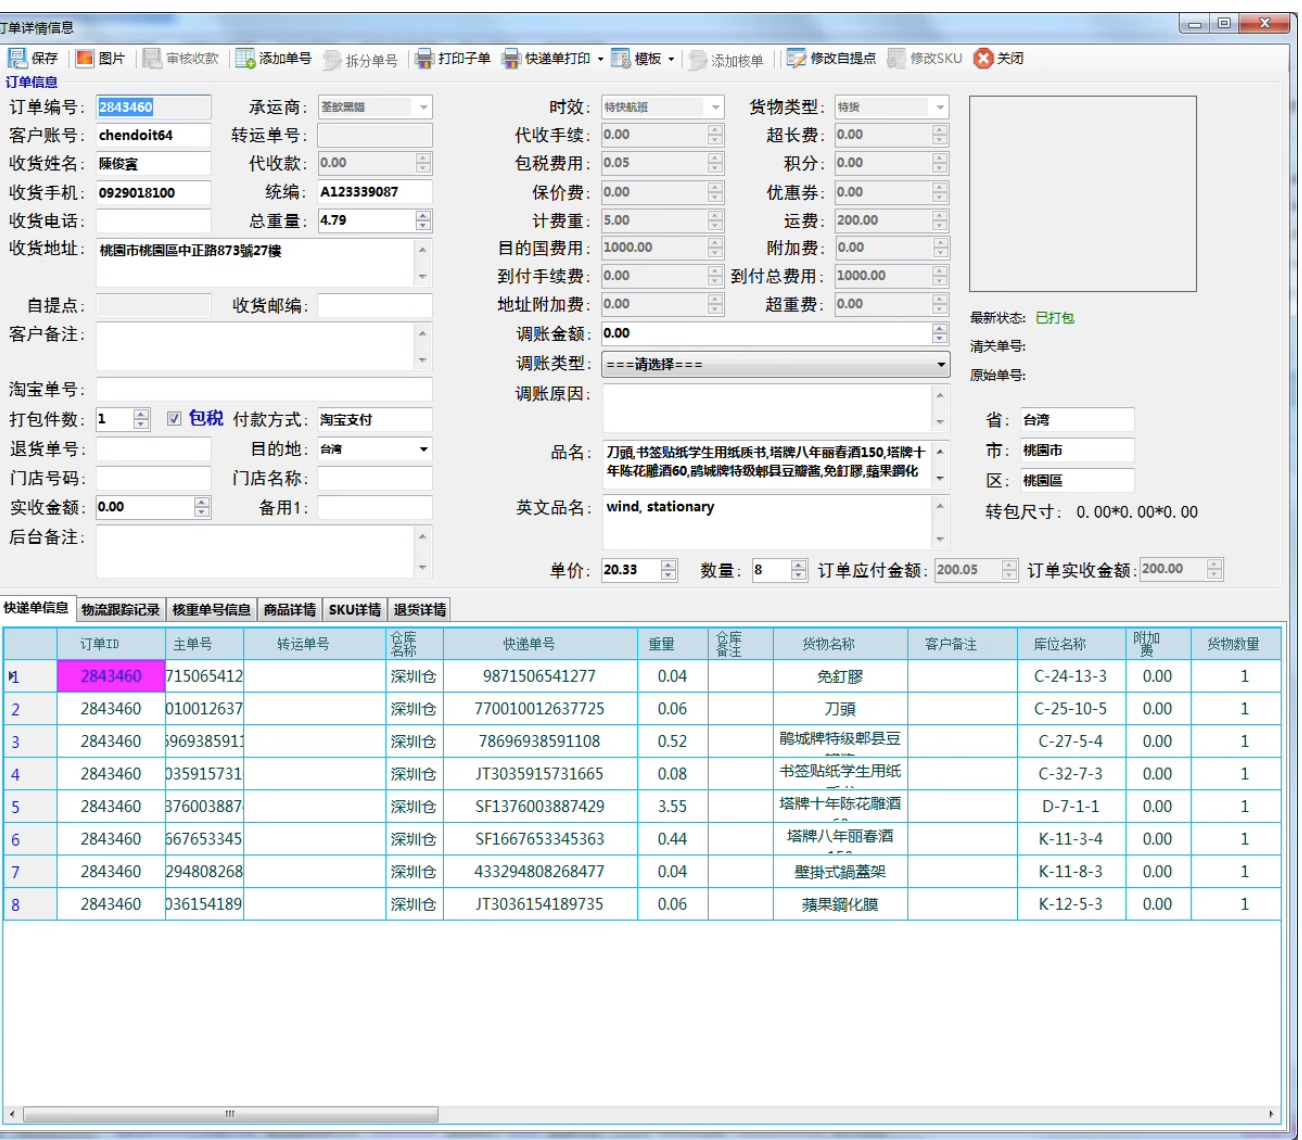 订单详情信息
保存 图片 审核收款 添加单号 拆分单号 打印子单 快递单打印 模板 添加核单 修改自提点 修改SKU 关闭
订单信息
订单编号: 2843460 承运商: 荃飲黑貓 时效: 特快航班 货物类型: 特货
客户账号: chendoit64 转运单号: 代收手续: 0.00 超长费: 0.00
收货姓名: 陳俊寰 代收款: 0.00 包税费用: 0.05 积分: 0.00
收货手机: 0929018100 统编: A123339087 保价费: 0.00 优惠券: 0.00
收货电话: 总重量: 4.79 计费重: 5.00 运费: 200.00
收货地址: 桃園市桃園區中正路873號27樓 目的国费用: 1000.00 附加费: 0.00
到付手续费: 0.00 到付总费用: 1000.00
自提点: 收货邮编: 地址附加费: 0.00 超重费: 0.00
最新状态: 已打包
客户备注: 调账金额: 0.00
清关单号:
调账类型: ===请选择===
原始单号:
淘宝单号: 调账原因:
打包件数: 1 包税 付款方式: 淘宝支付 省: 台湾
退货单号: 目的地: 台湾 品名: 刀頭,书签贴纸学生用纸质书,塔牌八年丽春酒150,塔牌十 市: 桃園市
年陈花雕酒60,鹃城牌特级郫县豆瓣酱,免釘膠,蘋果鋼化
门店号码: 门店名称: 区: 桃園區
实收金额: 0.00 备用1: 英文品名: wind, stationary 转包尺寸: 0.00*0.00*0.00
后台备注:
单价: 20.33 数量: 8 订单应付金额: 200.05 订单实收金额: 200.00
快递单信息 物流跟踪记录 核重单号信息 商品详情 SKU详情 退货详情
订单ID 主单号 转运单号 仓库名称 快递单号 重量 仓库备注 货物名称 客户备注 库位名称 附加费 货物数量
1 2843460 715065412 深圳仓 9871506541277 0.04 免釘膠 C-24-13-3 0.00 1
2 2843460 010012637 深圳仓 770010012637725 0.06 刀頭 C-25-10-5 0.00 1
3 2843460 696938591 深圳仓 78696938591108 0.52 鹃城牌特级郫县豆 C-27-5-4 0.00 1
4 2843460 035915731 深圳仓 JT3035915731665 0.08 书签贴纸学生用纸 C-32-7-3 0.00 1
5 2843460 376003887 深圳仓 SF1376003887429 3.55 塔牌十年陈花雕酒 D-7-1-1 0.00 1
6 2843460 667653345 深圳仓 SF1667653345363 0.44 塔牌八年丽春酒 K-11-3-4 0.00 1
7 2843460 294808268 深圳仓 433294808268477 0.04 壁掛式鍋蓋架 K-11-8-3 0.00 1
8 2843460 036154189 深圳仓 JT3036154189735 0.06 蘋果鋼化膜 K-12-5-3 0.00 1